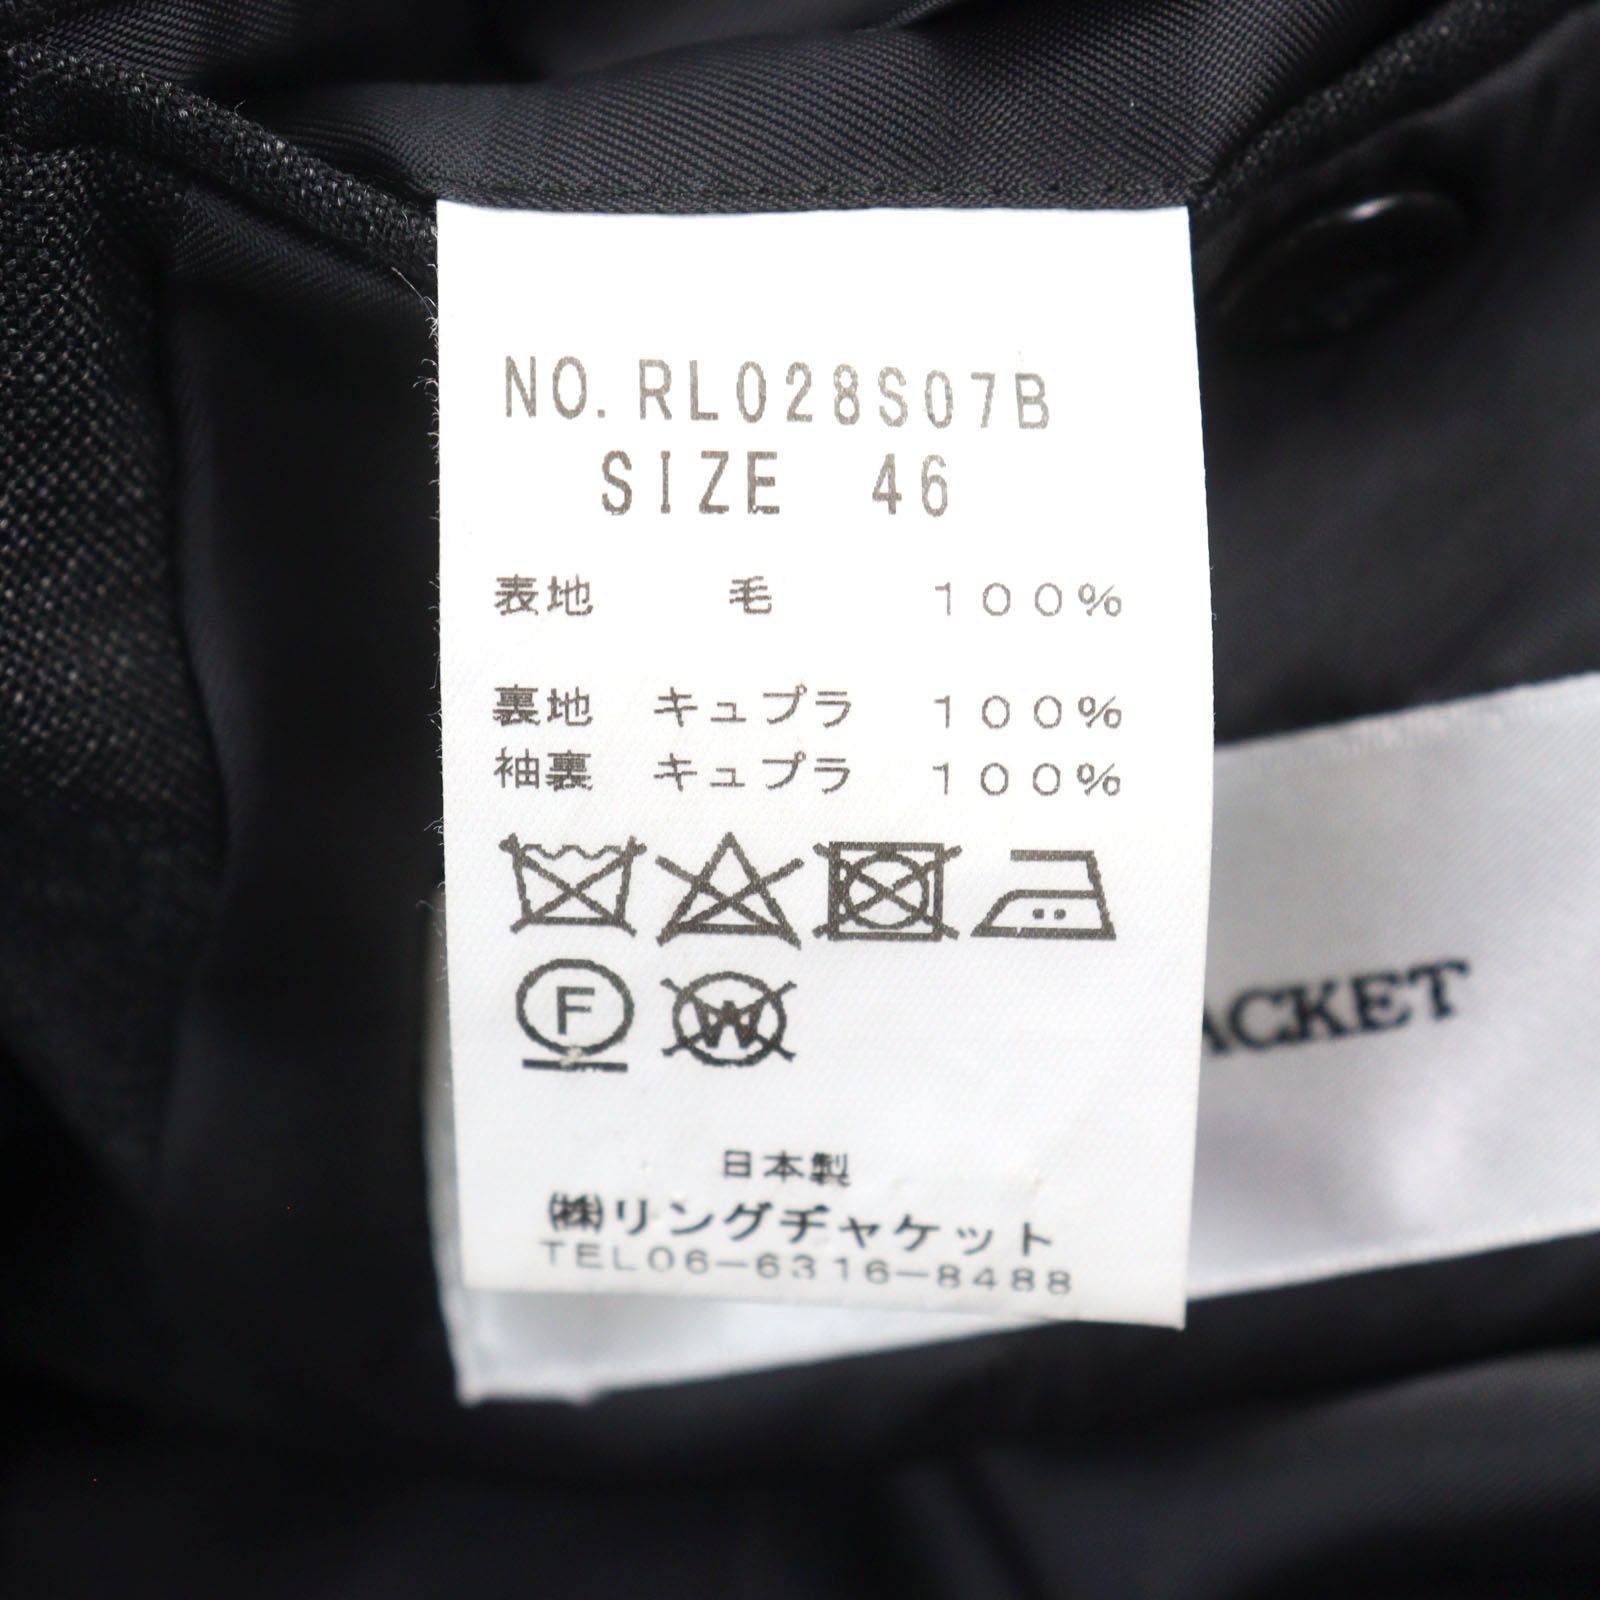 NO.RL028S07B
SIZE 46
表地 毛 100%
裏地 キュプラ 100%
袖裏 キュプラ 100%
F
W
日本製
㈱リングヂャケット
TEL06-6316-8488
ACKET